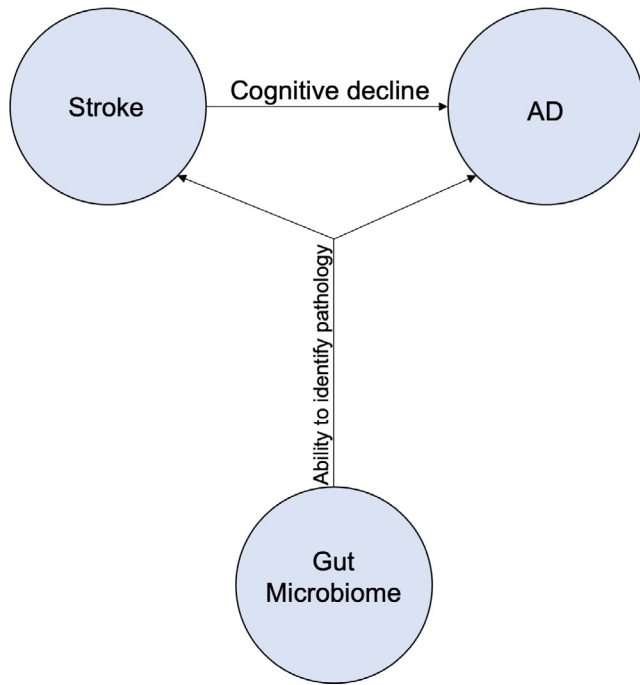 Stroke
Cognitive decline
AD
Ability to identify pathology
Gut
Microbiome